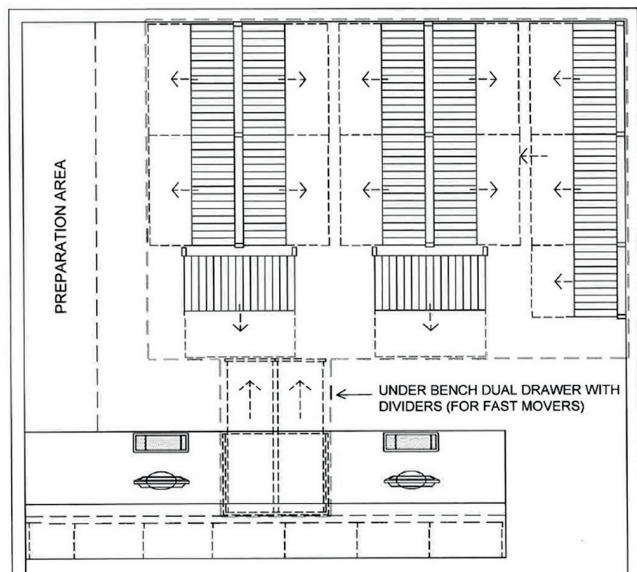 PREPARATION AREA
UNDER BENCH DUAL DRAWER WITH
DIVIDERS (FOR FAST MOVERS)